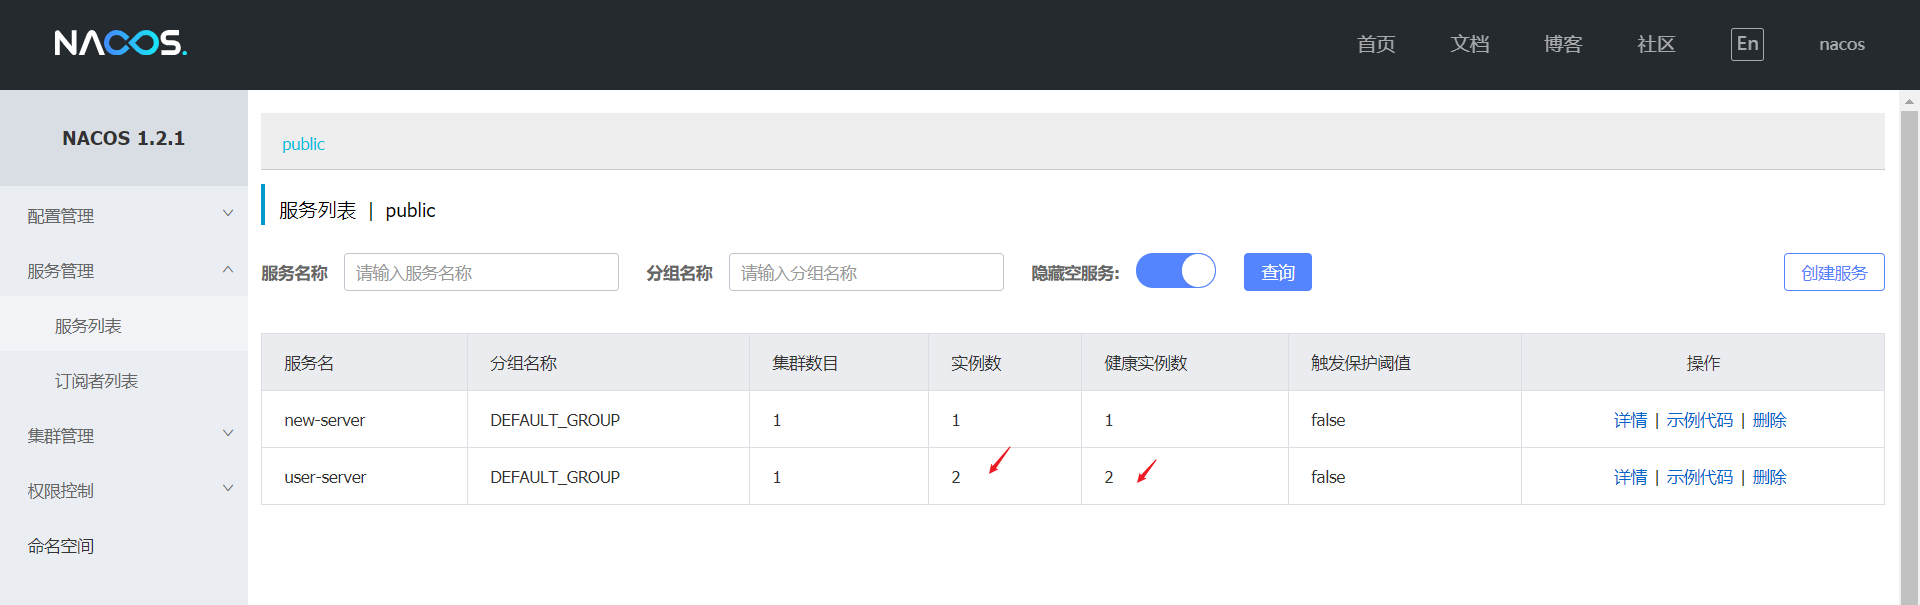 NACOS.
首页 文档 博客 社区 En nacos
NACOS 1.2.1
配置管理
服务管理
服务列表
订阅者列表
集群管理
权限控制
命名空间
public
服务列表 | public
服务名称 请输入服务名称 分组名称 请输入分组名称 隐藏空服务: 查询 创建服务
服务名 分组名称 集群数目 实例数 健康实例数 触发保护阈值 操作
new-server DEFAULT_GROUP 1 1 1 false 详情 | 示例代码 | 删除
user-server DEFAULT_GROUP 1 2 2 false 详情 | 示例代码 | 删除